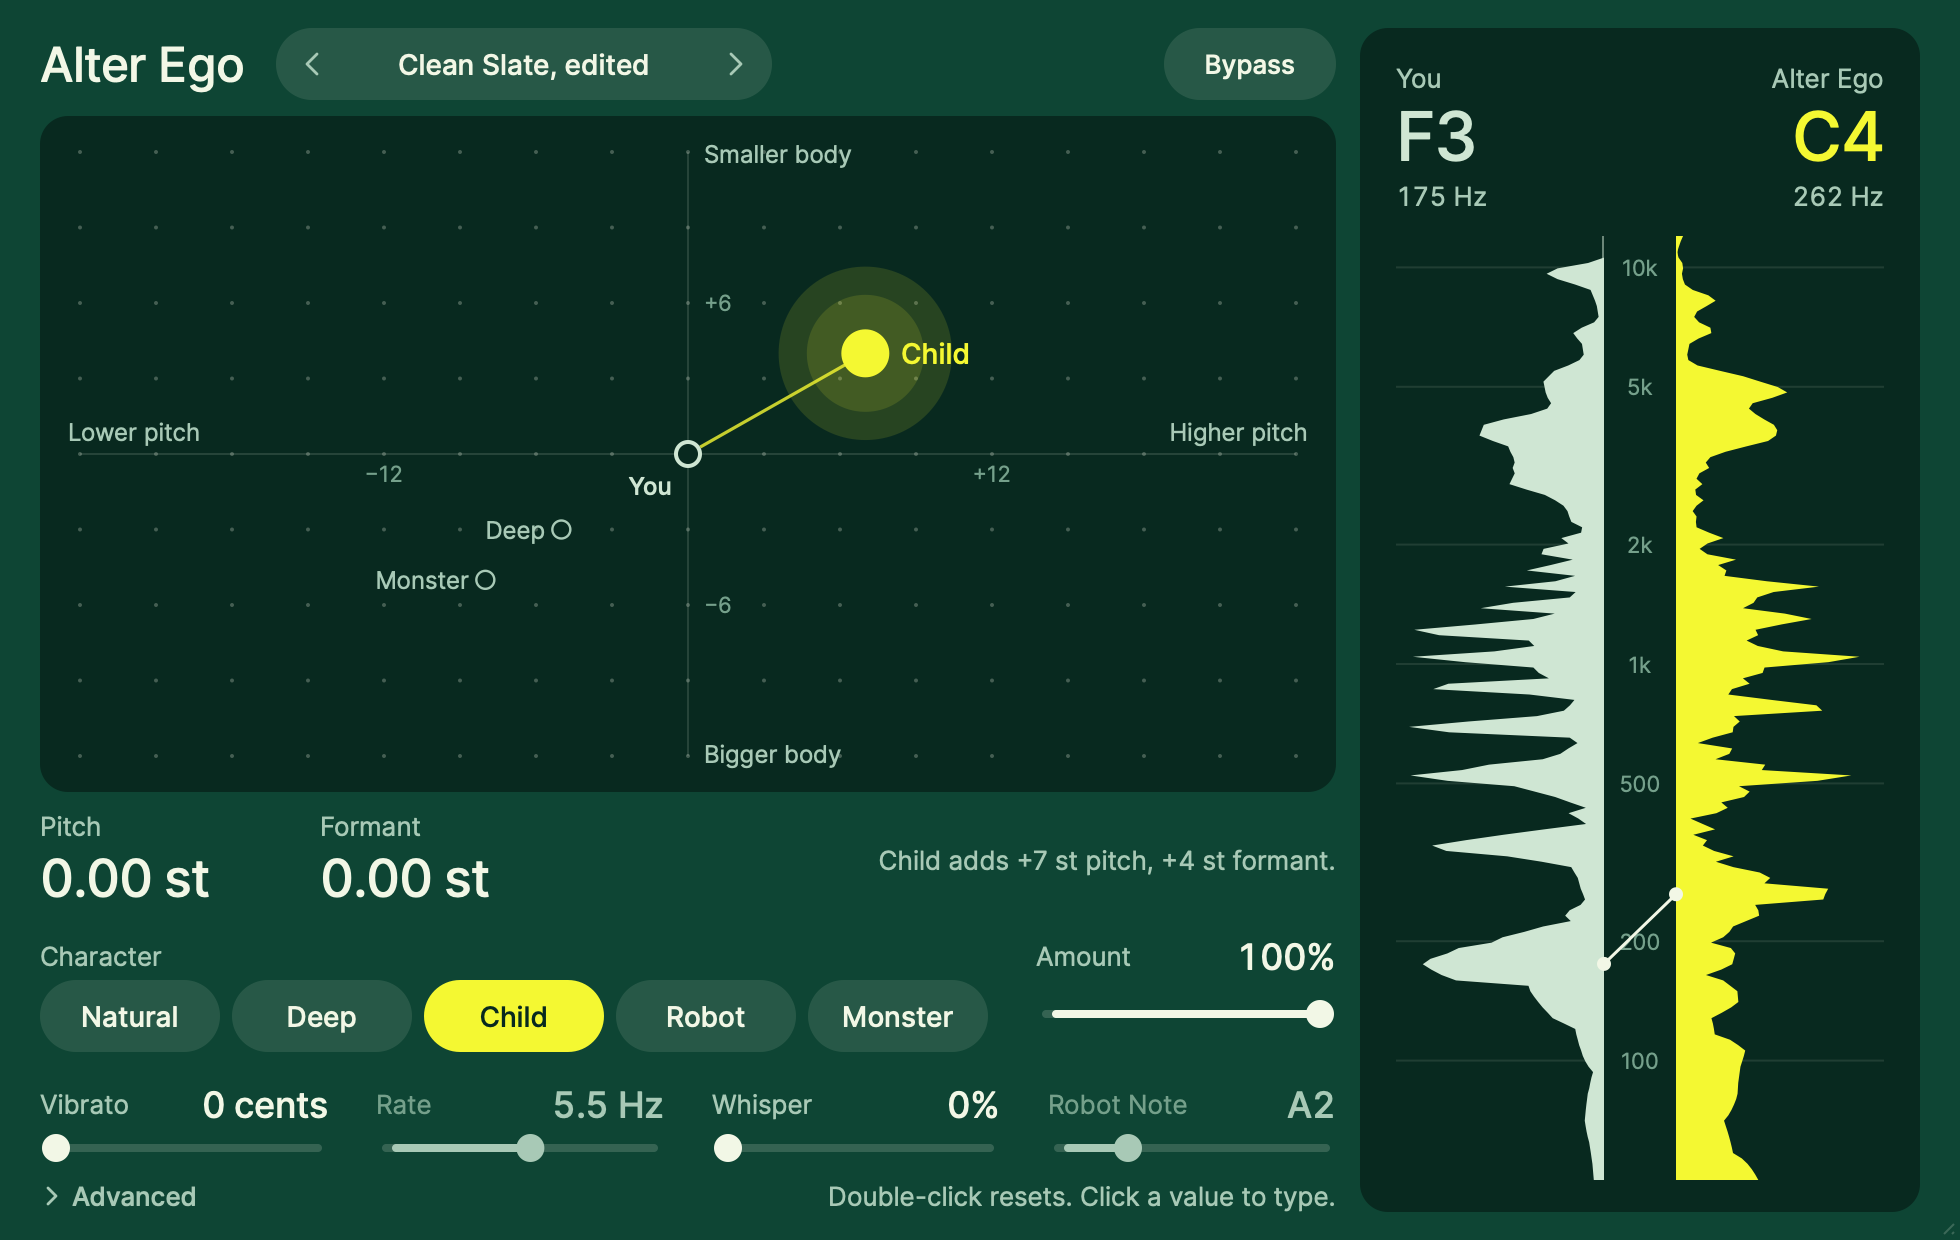 Alter Ego
Clean Slate, edited
Bypass
Smaller body
+6
Child
Lower pitch
Higher pitch
−12
+12
You
Deep
Monster
−6
Bigger body
Pitch
0.00 st
Formant
0.00 st
Child adds +7 st pitch, +4 st formant.
Character
Natural
Deep
Child
Robot
Monster
Amount
100%
Vibrato
0 cents
Rate
5.5 Hz
Whisper
0%
Robot Note
A2
Advanced
Double-click resets. Click a value to type.
You
F3
175 Hz
Alter Ego
C4
262 Hz
10k
5k
2k
1k
500
200
100